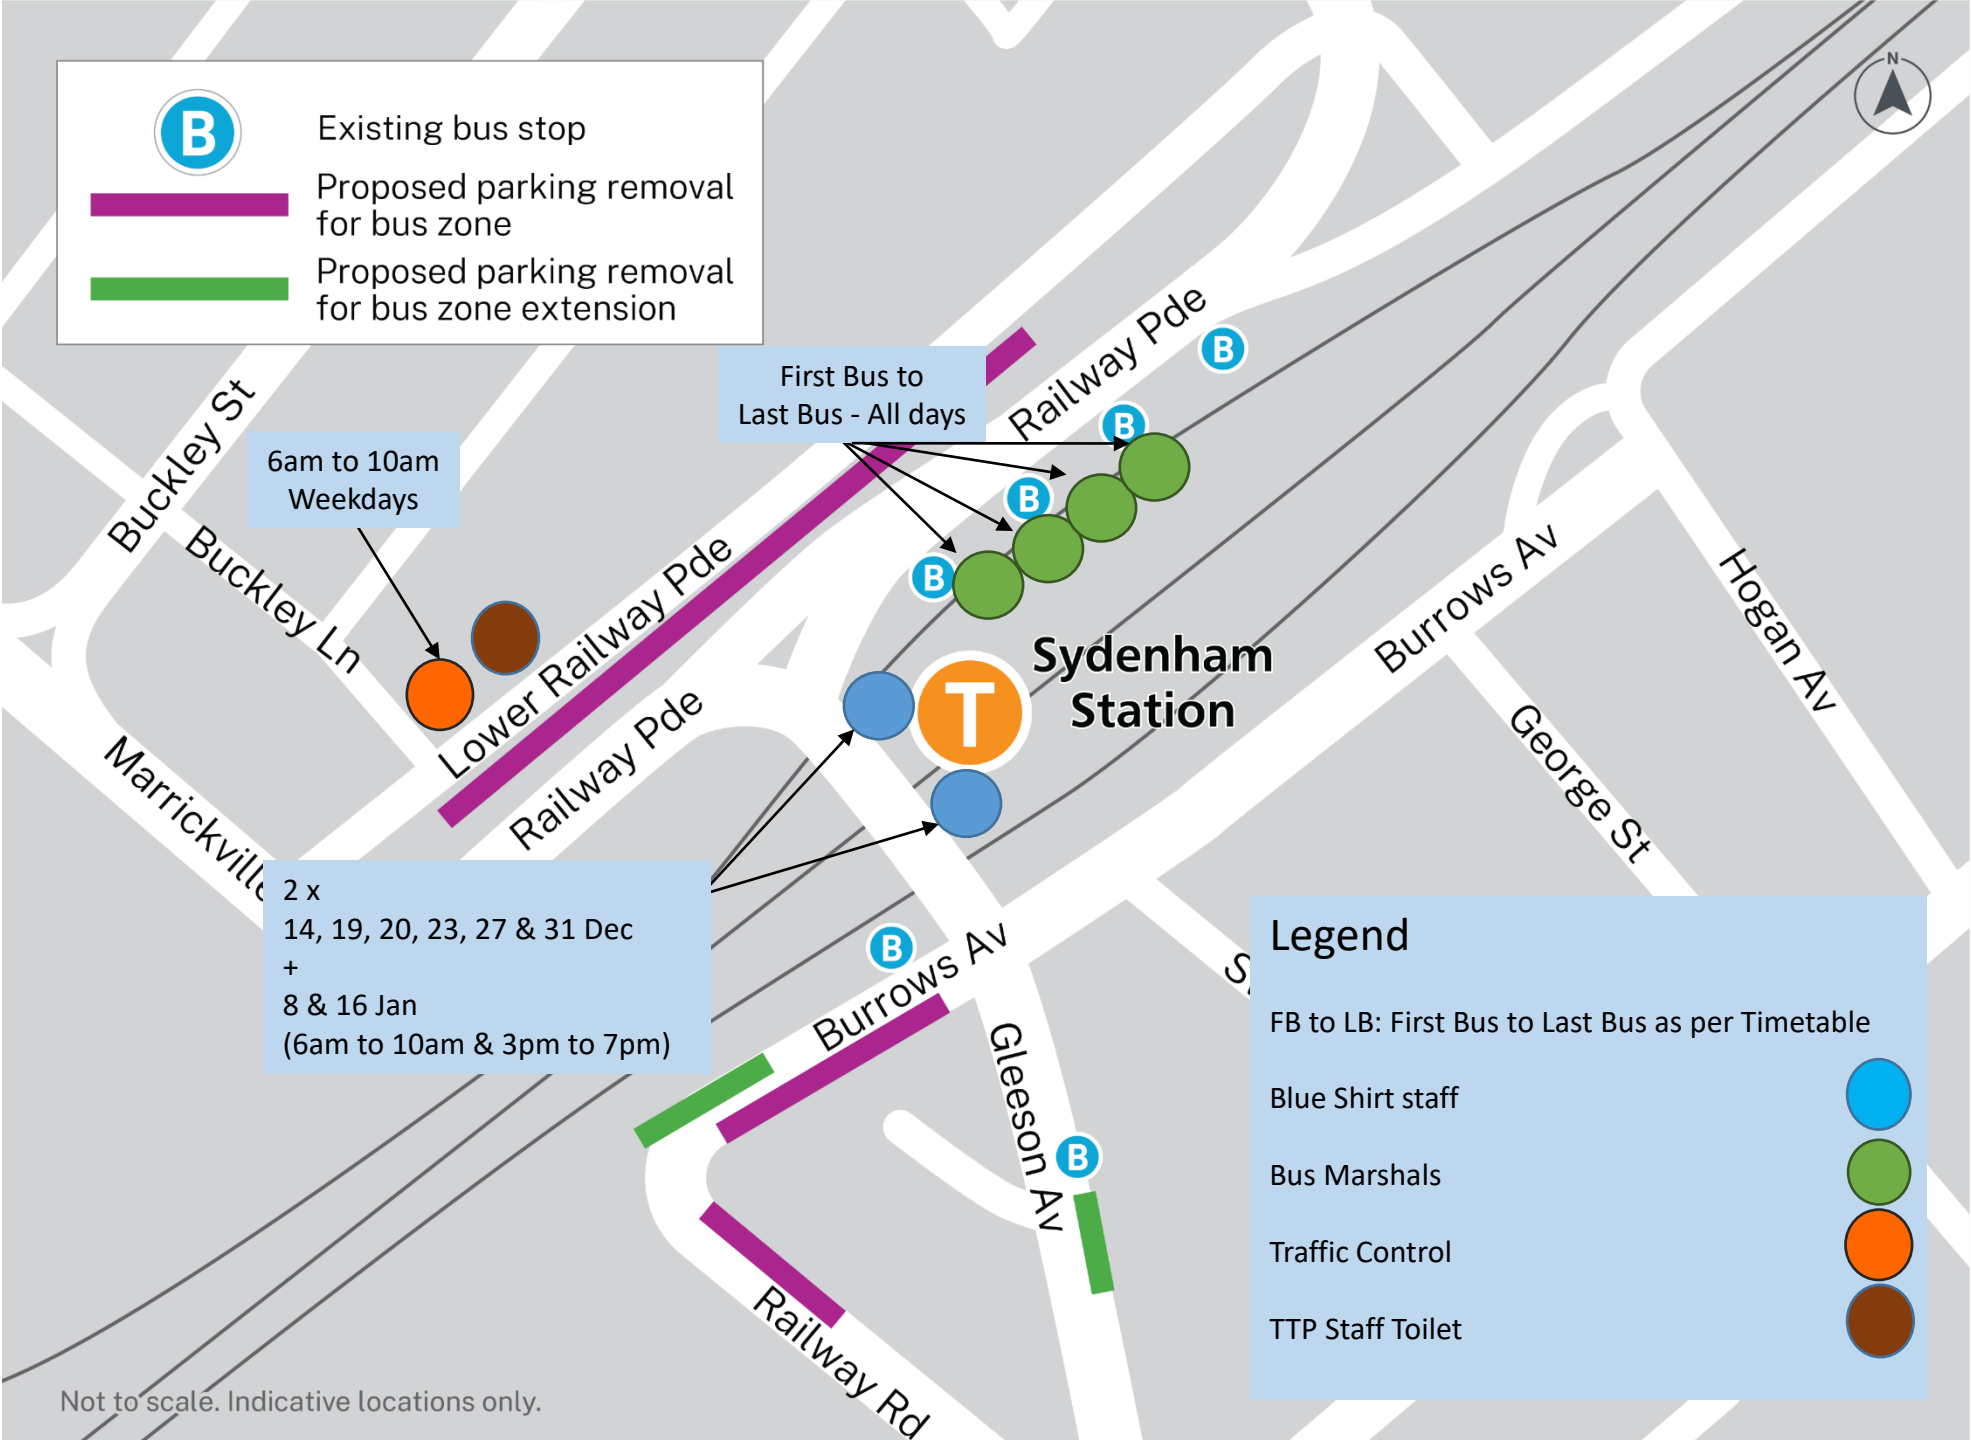 B
Existing bus stop
Proposed parking removal
for bus zone
Proposed parking removal
for bus zone extension
N
First Bus to
Last Bus - All days
Railway Pde
B
B
B
B
6am to 10am
Weekdays
Buckley St
Buckley Ln
Lower Railway Pde
Railway Pde
Marrickville
T
Sydenham
Station
Burrows Av
Hogan Av
George St
2 x
14, 19, 20, 23, 27 & 31 Dec
+
8 & 16 Jan
(6am to 10am & 3pm to 7pm)
B
Burrows Av
Gleeson Av
B
Railway Rd
Legend
FB to LB: First Bus to Last Bus as per Timetable
Blue Shirt staff
Bus Marshals
Traffic Control
TTP Staff Toilet
Not to scale. Indicative locations only.